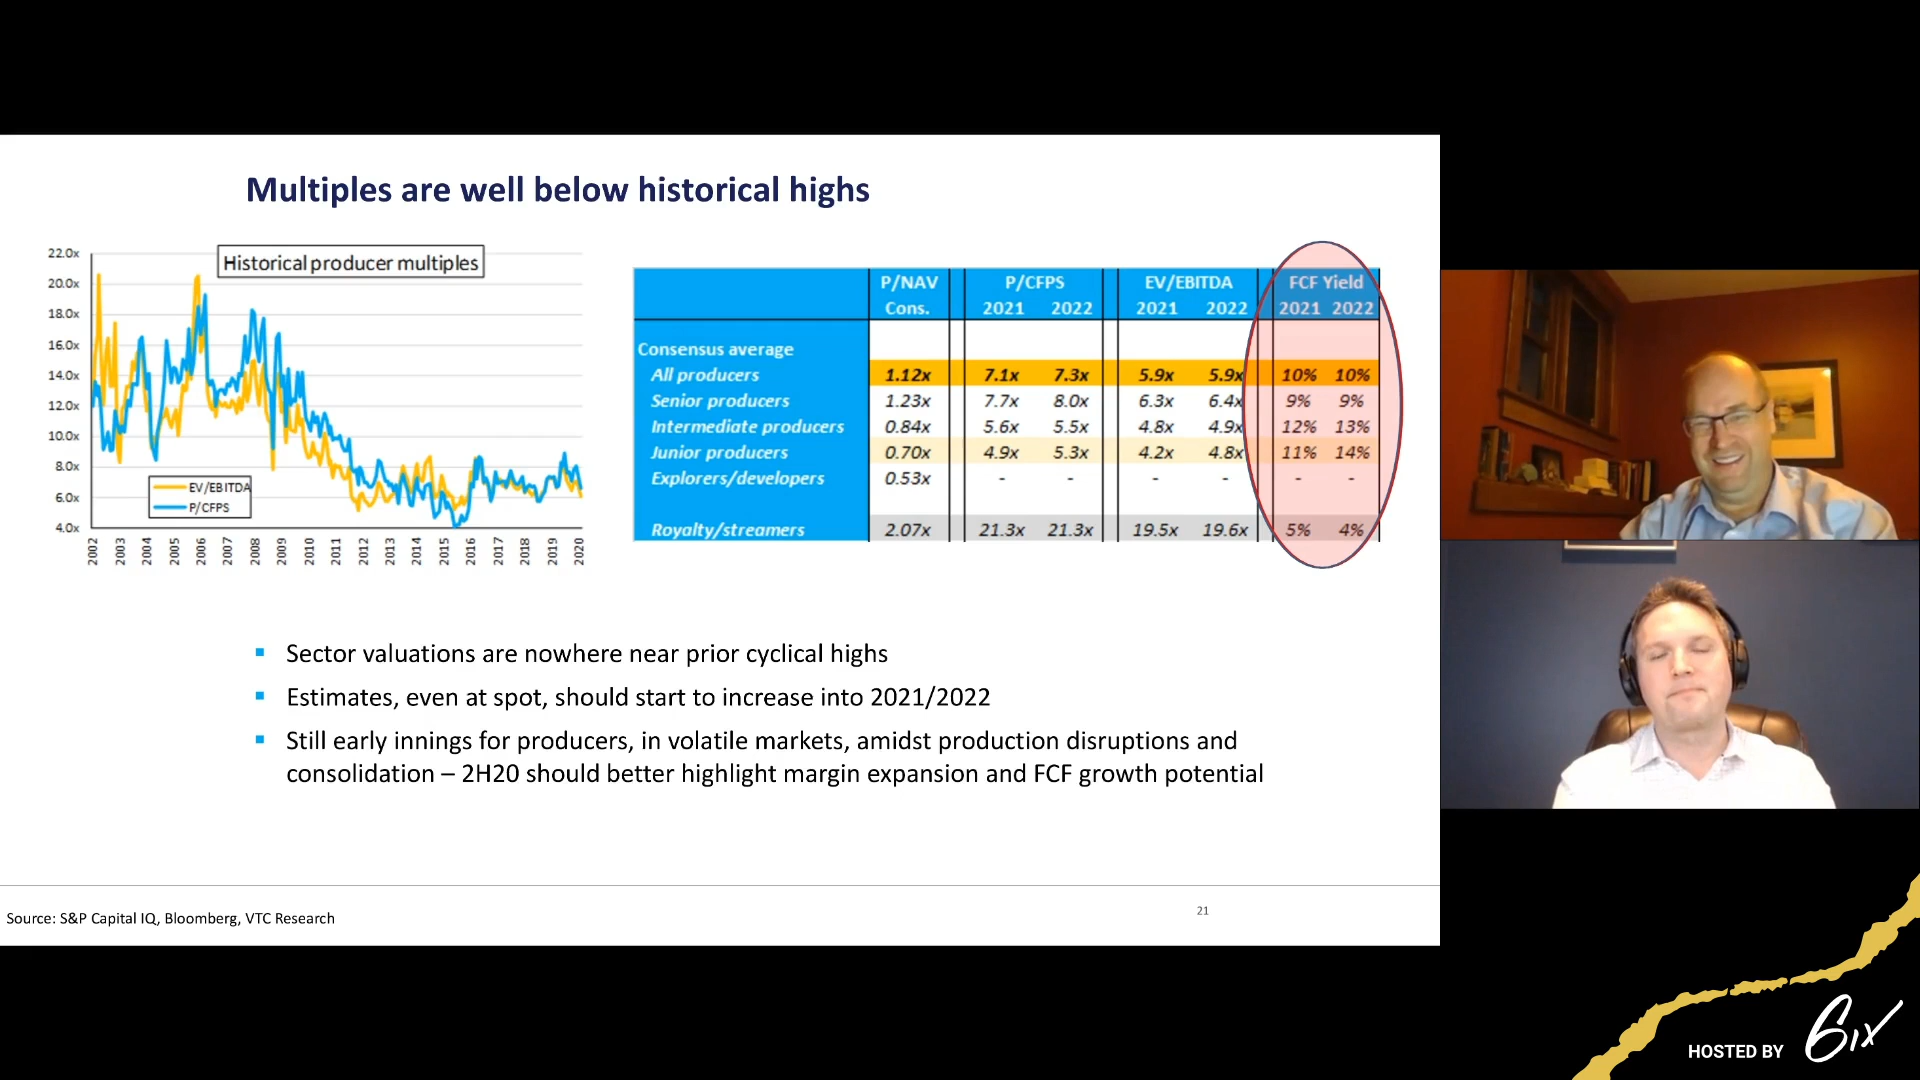 Multiples are well below historical highs
Historical producer multiples
22.0x
20.0x
18.0x
16.0x
14.0x
12.0x
10.0x
8.0x
6.0x
4.0x
EV/EBITDA
P/CFPS
2002 2003 2004 2005 2006 2007 2008 2009 2010 2011 2012 2013 2014 2015 2016 2017 2018 2019 2020
P/NAV P/CFPS EV/EBITDA FCF Yield
Cons. 2021 2022 2021 2022 2021 2022
Consensus average
All producers 1.12x 7.1x 7.3x 5.9x 5.9x 10% 10%
Senior producers 1.23x 7.7x 8.0x 6.3x 6.4x 9% 9%
Intermediate producers 0.84x 5.6x 5.5x 4.8x 4.9x 12% 13%
Junior producers 0.70x 4.9x 5.3x 4.2x 4.8x 11% 14%
Explorers/developers 0.53x - - - - - -
Royalty/streamers 2.07x 21.3x 21.3x 19.5x 19.6x 5% 4%
▪ Sector valuations are nowhere near prior cyclical highs
▪ Estimates, even at spot, should start to increase into 2021/2022
▪ Still early innings for producers, in volatile markets, amidst production disruptions and
consolidation – 2H20 should better highlight margin expansion and FCF growth potential
Source: S&P Capital IQ, Bloomberg, VTC Research
21
HOSTED BY 6ix